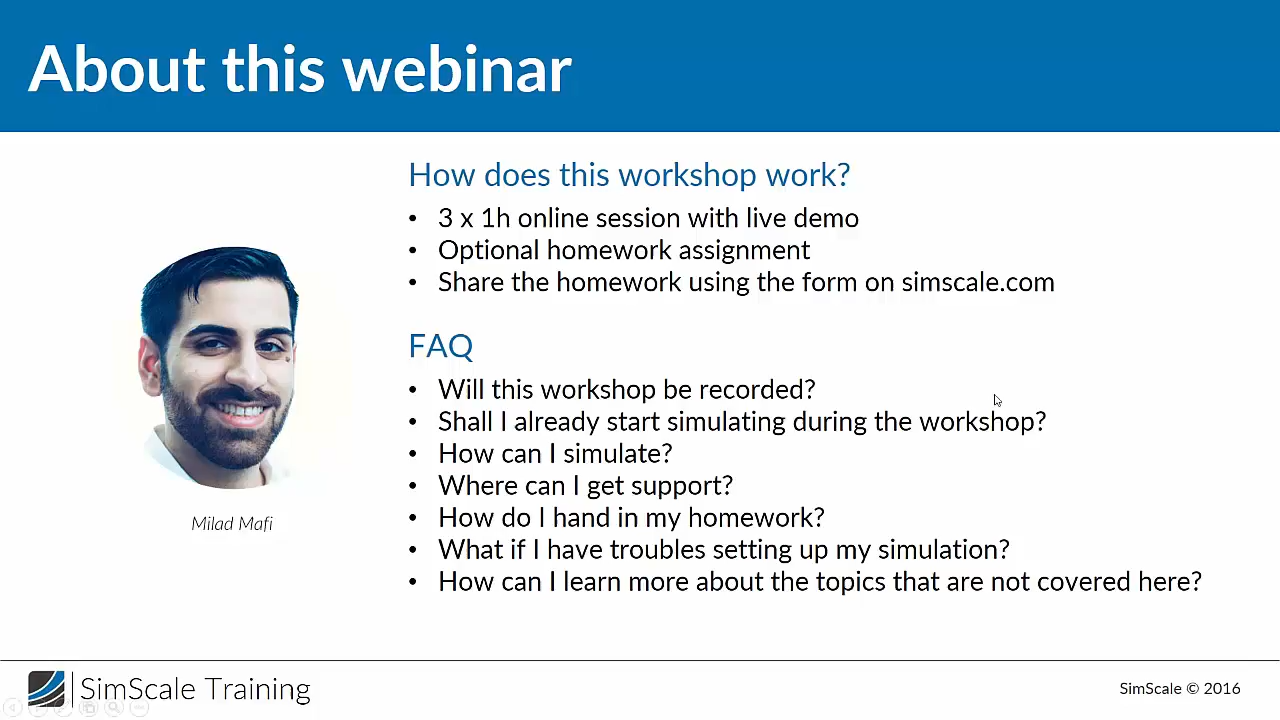 About this webinar
How does this workshop work?
• 3 x 1h online session with live demo
• Optional homework assignment
• Share the homework using the form on simscale.com
FAQ
• Will this workshop be recorded?
• Shall I already start simulating during the workshop?
• How can I simulate?
• Where can I get support?
• How do I hand in my homework?
• What if I have troubles setting up my simulation?
• How can I learn more about the topics that are not covered here?
Milad Mafi
SimScale Training
SimScale © 2016